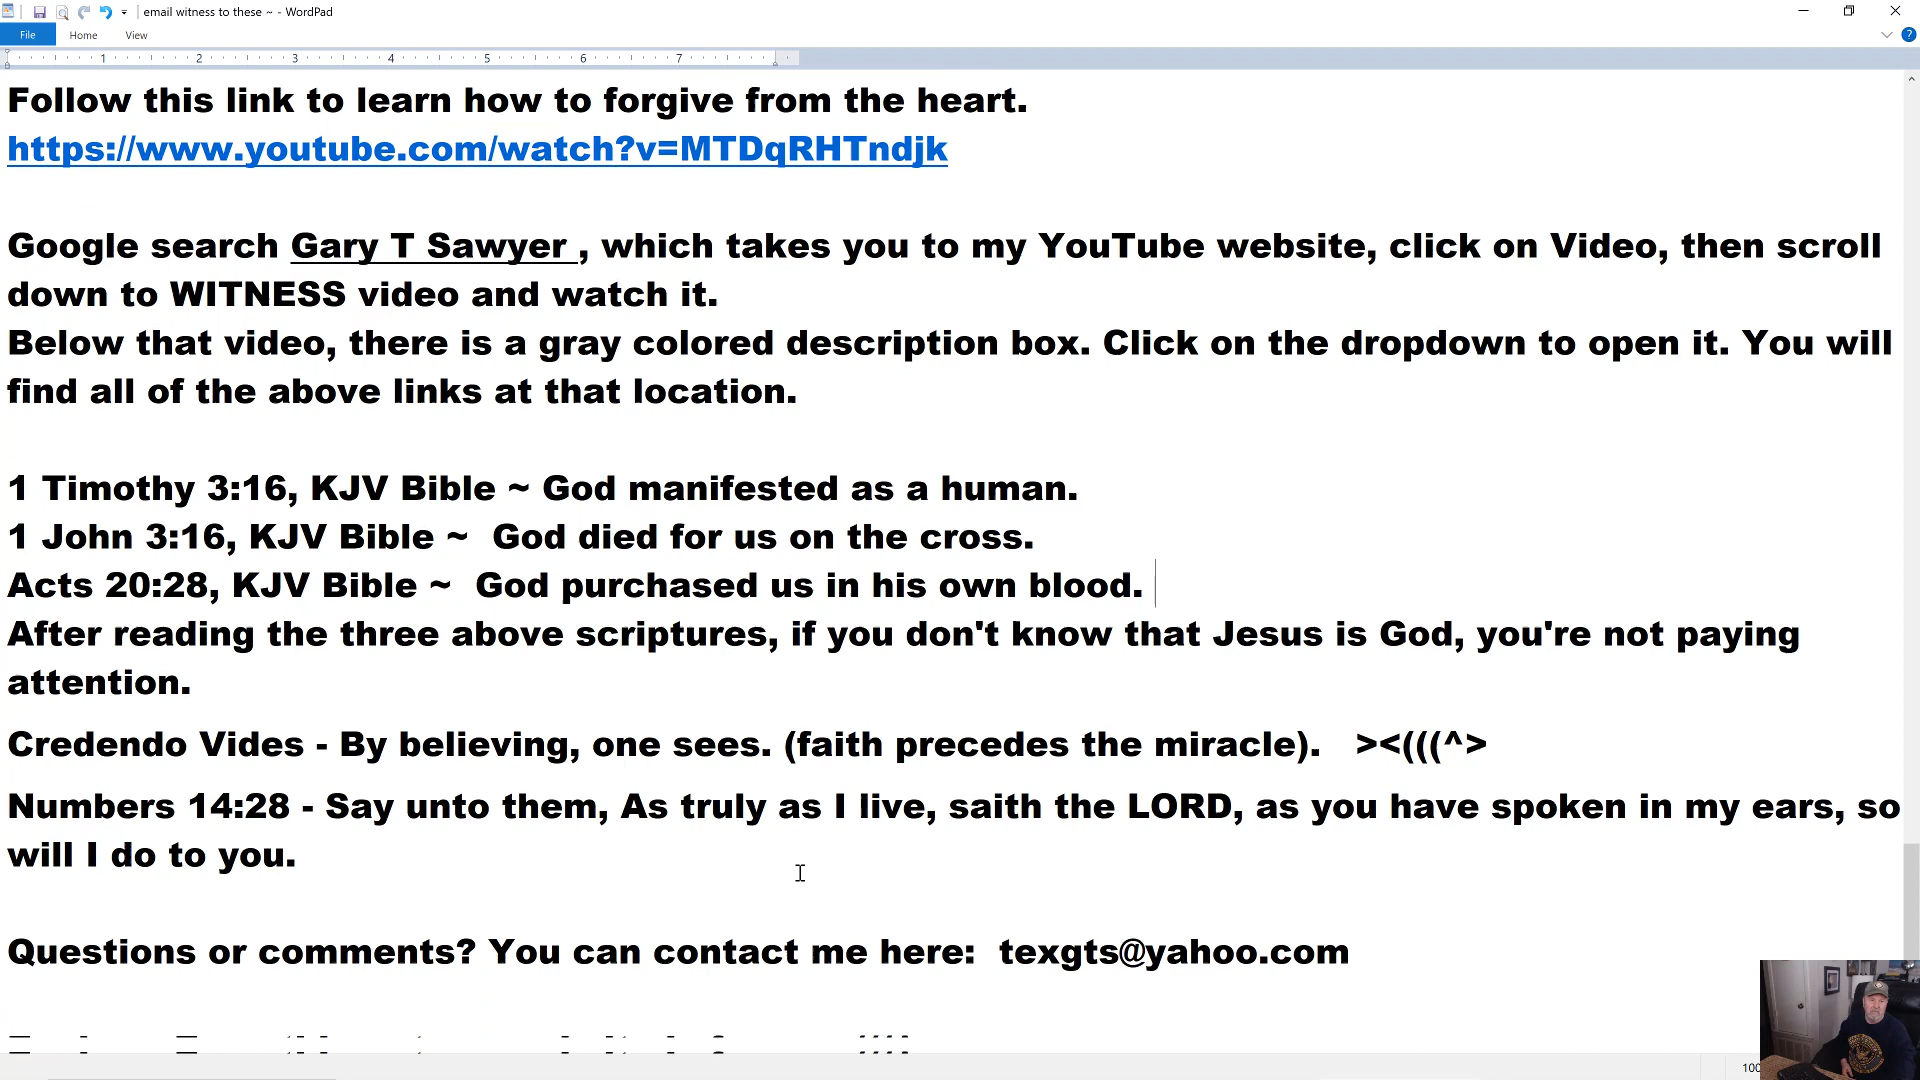 email witness to these ~ - WordPad
File Home View
1 2 3 4 5 6 7
Follow this link to learn how to forgive from the heart.
https://www.youtube.com/watch?v=MTDqRHTndjk
Google search Gary T Sawyer , which takes you to my YouTube website, click on Video, then scroll
down to WITNESS video and watch it.
Below that video, there is a gray colored description box. Click on the dropdown to open it. You will
find all of the above links at that location.
1 Timothy 3:16, KJV Bible ~ God manifested as a human.
1 John 3:16, KJV Bible ~  God died for us on the cross.
Acts 20:28, KJV Bible ~  God purchased us in his own blood.
After reading the three above scriptures, if you don't know that Jesus is God, you're not paying
attention.
Credendo Vides - By believing, one sees. (faith precedes the miracle).   ><(((^>
Numbers 14:28 - Say unto them, As truly as I live, saith the LORD, as you have spoken in my ears, so
will I do to you.
Questions or comments? You can contact me here:  texgts@yahoo.com